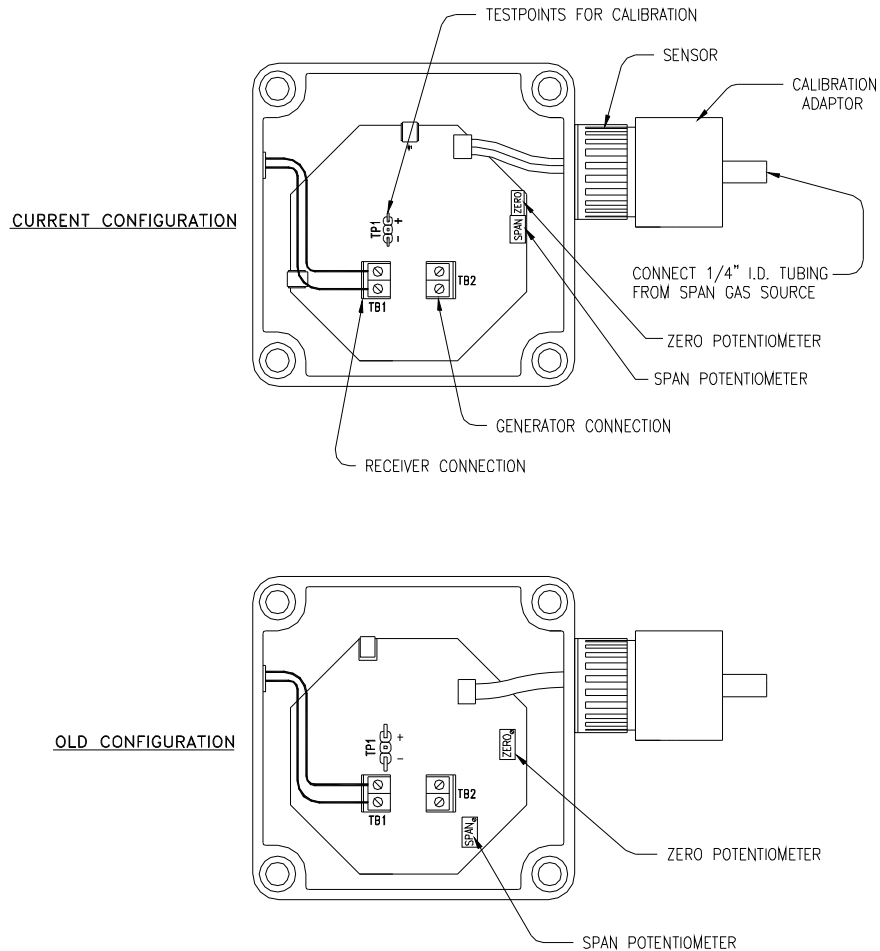 TESTPOINTS FOR CALIBRATION
SENSOR
CALIBRATION
ADAPTOR
CURRENT CONFIGURATION
TP1
+
-
ZERO
SPAN
TB1
TB2
CONNECT 1/4" I.D. TUBING
FROM SPAN GAS SOURCE
ZERO POTENTIOMETER
SPAN POTENTIOMETER
GENERATOR CONNECTION
RECEIVER CONNECTION
OLD CONFIGURATION
TP1
+
-
ZERO
TB1
TB2
SPAN
ZERO POTENTIOMETER
SPAN POTENTIOMETER